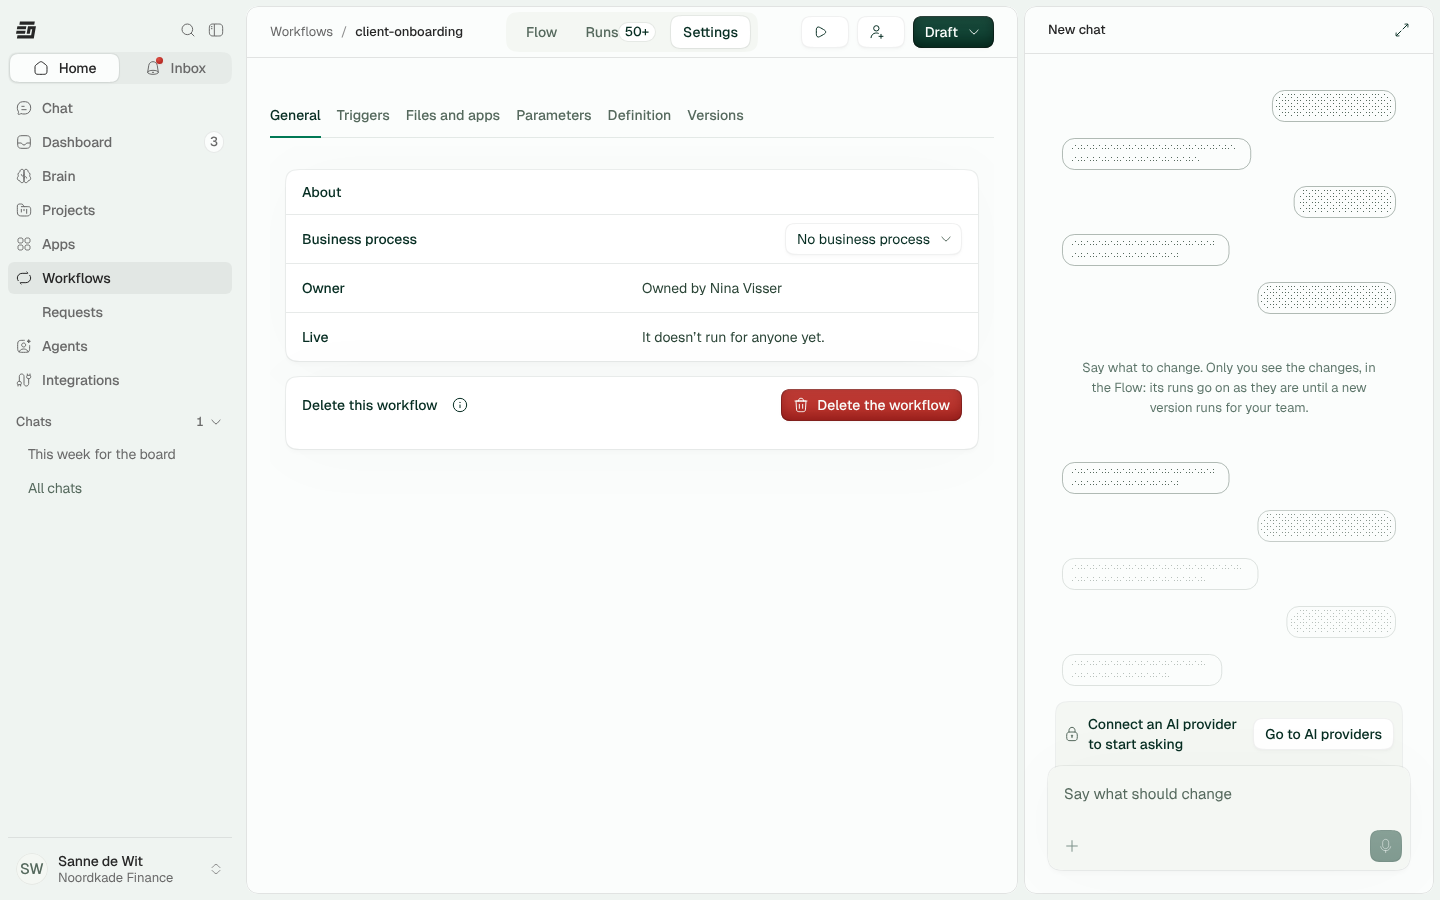 Home
Inbox
Chat
Dashboard
3
Brain
Projects
Apps
Workflows
Requests
Agents
Integrations
Chats
1
This week for the board
All chats
SW
Sanne de Wit
Noordkade Finance
Workflows / client-onboarding
Flow
Runs 50+
Settings
Draft
General
Triggers
Files and apps
Parameters
Definition
Versions
About
Business process
No business process
Owner
Owned by Nina Visser
Live
It doesn't run for anyone yet.
Delete this workflow
Delete the workflow
New chat
Say what to change. Only you see the changes, in
the Flow: its runs go on as they are until a new
version runs for your team.
Connect an AI provider
to start asking
Go to AI providers
Say what should change